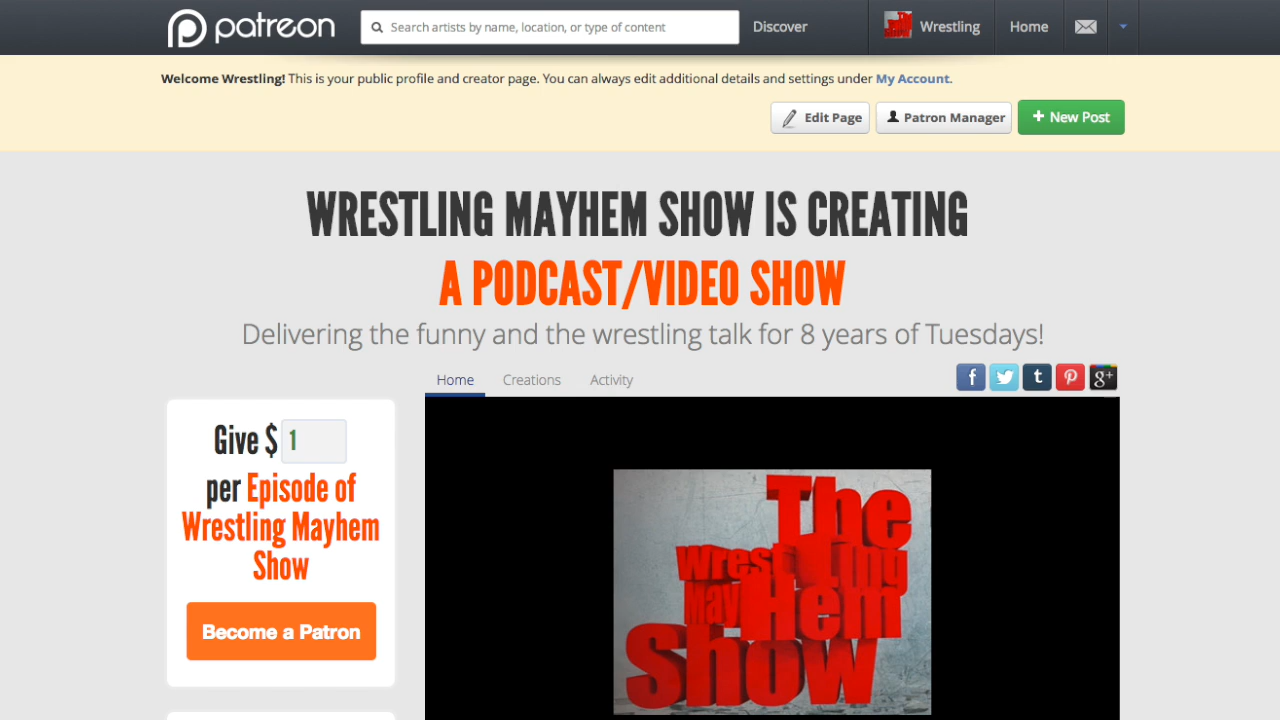 patreon
Search artists by name, location, or type of content
Discover
Wrestling
Home
Welcome Wrestling! This is your public profile and creator page. You can always edit additional details and settings under My Account.
Edit Page
Patron Manager
+ New Post
WRESTLING MAYHEM SHOW IS CREATING
A PODCAST/VIDEO SHOW
Delivering the funny and the wrestling talk for 8 years of Tuesdays!
Home
Creations
Activity
f
t
g+
Give $ 1
per Episode of
Wrestling Mayhem
Show
Become a Patron
The
Wrestling
MayHem
Show